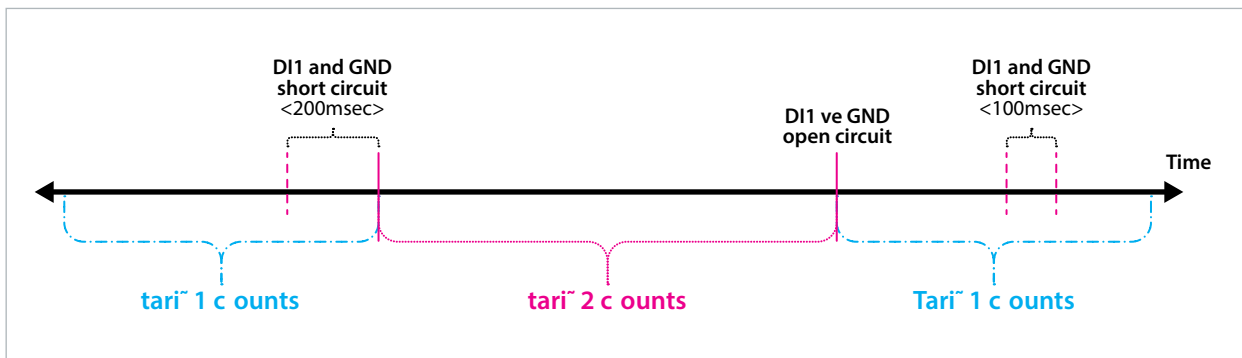 DI1 and GND
short circuit
<200msec>
DI1 ve GND
open circuit
DI1 and GND
short circuit
<100msec>
Time
tari˜ 1 c ounts
tari˜ 2 c ounts
Tari˜ 1 c ounts